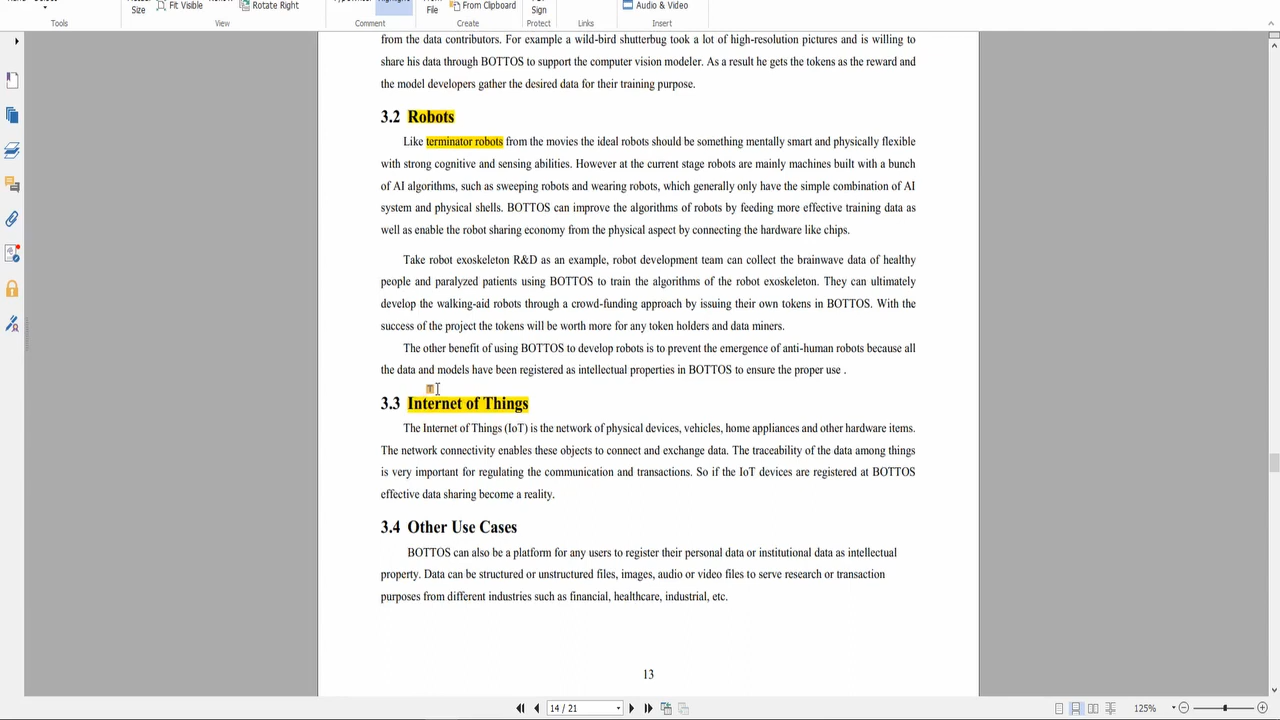 Size
Fit Visible
Rotate Right
File
From Clipboard
Sign
Audio & Video
Tools
View
Comment
Create
Protect
Links
Insert
from the data contributors. For example a wild-bird shutterbug took a lot of high-resolution pictures and is willing to
share his data through BOTTOS to support the computer vision modeler. As a result he gets the tokens as the reward and
the model developers gather the desired data for their training purpose.
3.2 Robots
Like terminator robots from the movies the ideal robots should be something mentally smart and physically flexible
with strong cognitive and sensing abilities. However at the current stage robots are mainly machines built with a bunch
of AI algorithms, such as sweeping robots and wearing robots, which generally only have the simple combination of AI
system and physical shells. BOTTOS can improve the algorithms of robots by feeding more effective training data as
well as enable the robot sharing economy from the physical aspect by connecting the hardware like chips.
Take robot exoskeleton R&D as an example, robot development team can collect the brainwave data of healthy
people and paralyzed patients using BOTTOS to train the algorithms of the robot exoskeleton. They can ultimately
develop the walking-aid robots through a crowd-funding approach by issuing their own tokens in BOTTOS. With the
success of the project the tokens will be worth more for any token holders and data miners.
The other benefit of using BOTTOS to develop robots is to prevent the emergence of anti-human robots because all
the data and models have been registered as intellectual properties in BOTTOS to ensure the proper use .
3.3 Internet of Things
The Internet of Things (IoT) is the network of physical devices, vehicles, home appliances and other hardware items.
The network connectivity enables these objects to connect and exchange data. The traceability of the data among things
is very important for regulating the communication and transactions. So if the IoT devices are registered at BOTTOS
effective data sharing become a reality.
3.4 Other Use Cases
BOTTOS can also be a platform for any users to register their personal data or institutional data as intellectual
property. Data can be structured or unstructured files, images, audio or video files to serve research or transaction
purposes from different industries such as financial, healthcare, industrial, etc.
13
14 / 21
125%